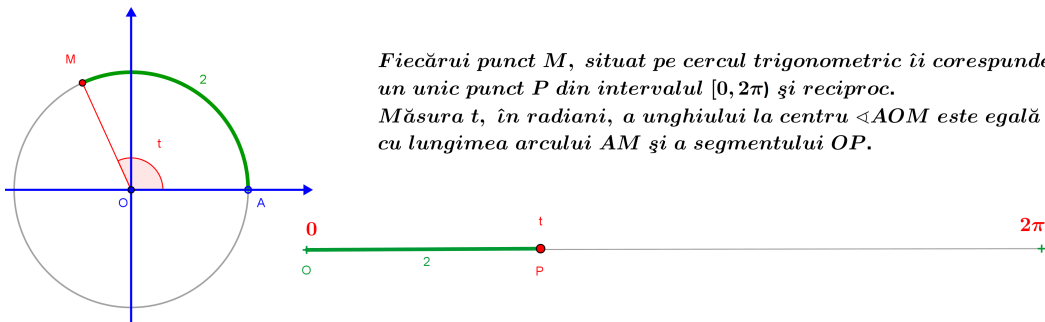 M
2
t
O
A
Fiecărui punct M, situat pe cercul trigonometric îi corespunde
un unic punct P din intervalul [0, 2π) şi reciproc.
Măsura t, în radiani, a unghiului la centru ∢AOM este egală
cu lungimea arcului AM şi a segmentului OP.
0
t
2π
O
2
P